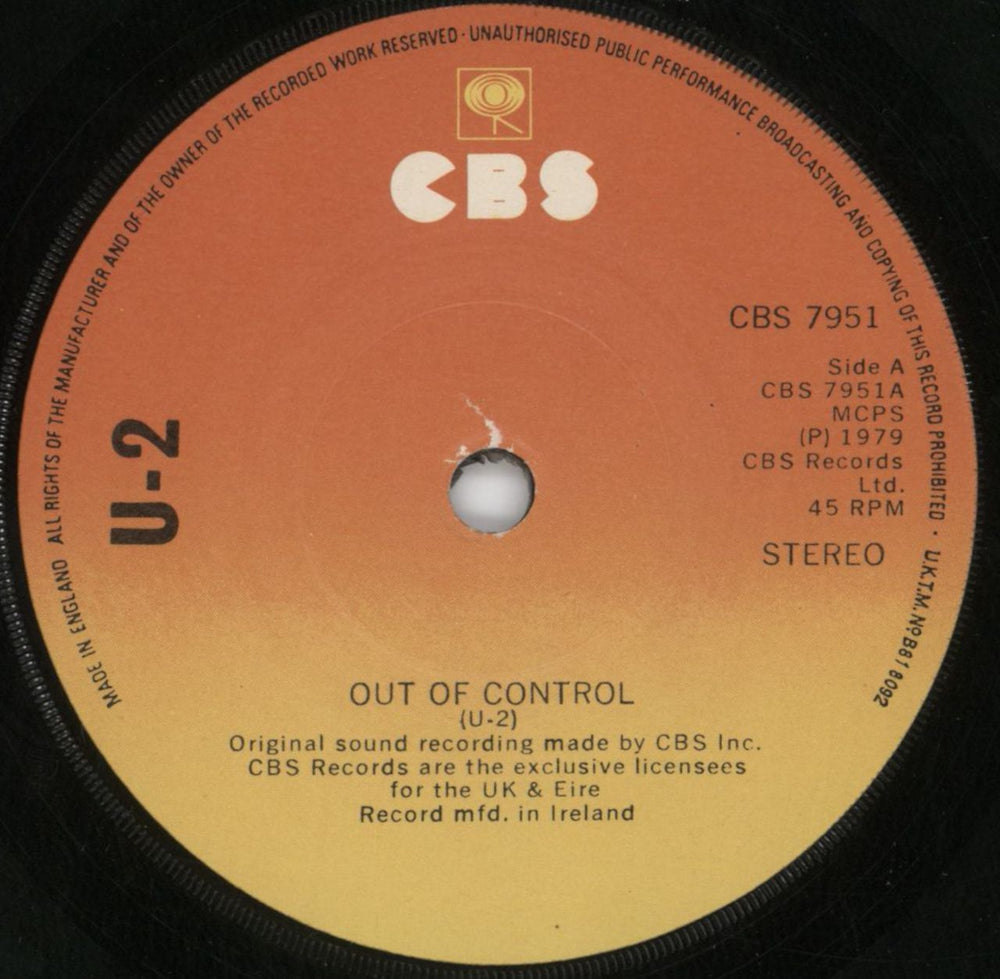 MADE IN ENGLAND ALL RIGHTS OF THE MANUFACTURER AND OF THE OWNER OF THE RECORDED WORK RESERVED · UNAUTHORISED PUBLIC PERFORMANCE BROADCASTING AND COPYING OF THIS RECORD PROHIBITED · U.K.T.M. Nº B818092
CBS
U-2
CBS 7951
Side A
CBS 7951A
MCPS
(P) 1979
CBS Records
Ltd.
45 RPM
STEREO
OUT OF CONTROL
(U-2)
Original sound recording made by CBS Inc.
CBS Records are the exclusive licensees
for the UK & Eire
Record mfd. in Ireland